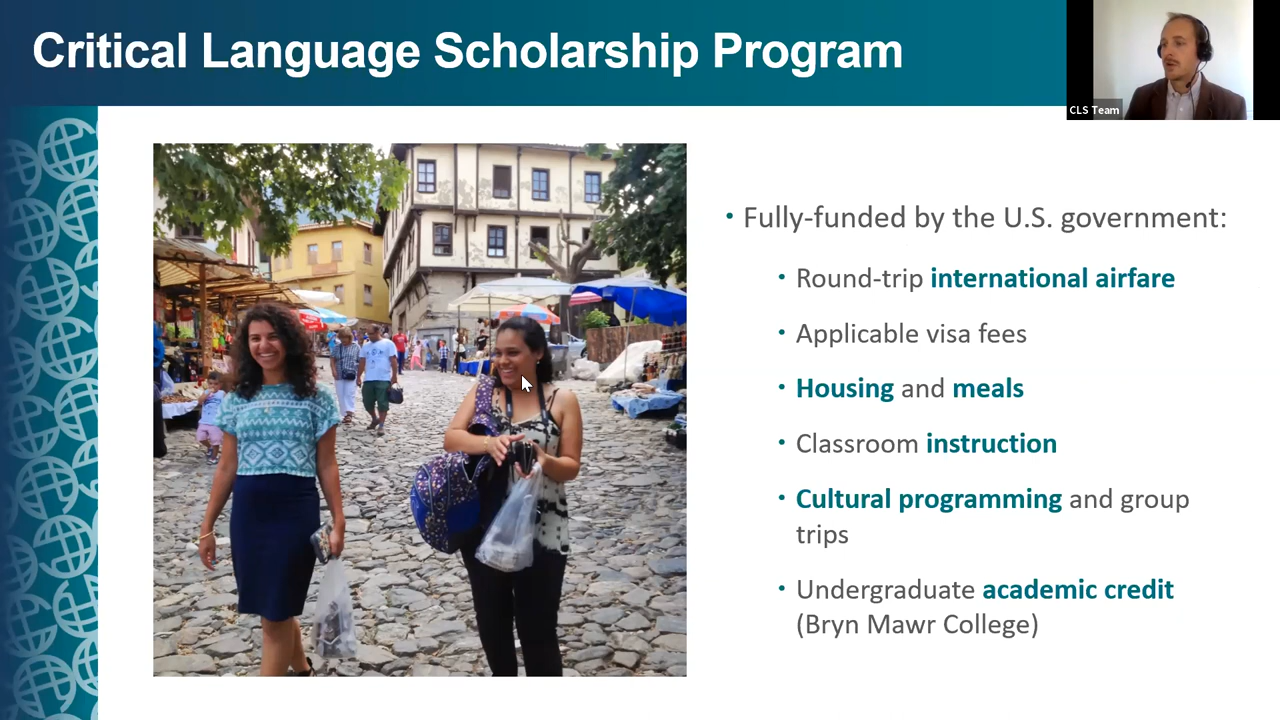 Critical Language Scholarship Program
CLS Team
• Fully-funded by the U.S. government:
• Round-trip international airfare
• Applicable visa fees
• Housing and meals
• Classroom instruction
• Cultural programming and group
trips
• Undergraduate academic credit
(Bryn Mawr College)